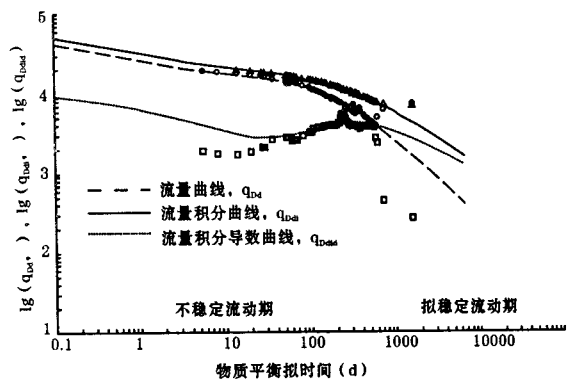 lg(q_Dd, ), lg(q_Ddi, ), lg(q_Ddid)
5
4
3
2
1
流量曲线, q_Dd
流量积分曲线, q_Ddi
流量积分导数曲线, q_Ddid
不稳定流动期
拟稳定流动期
0.1
1
10
100
1000
10000
物质平衡拟时间(d)